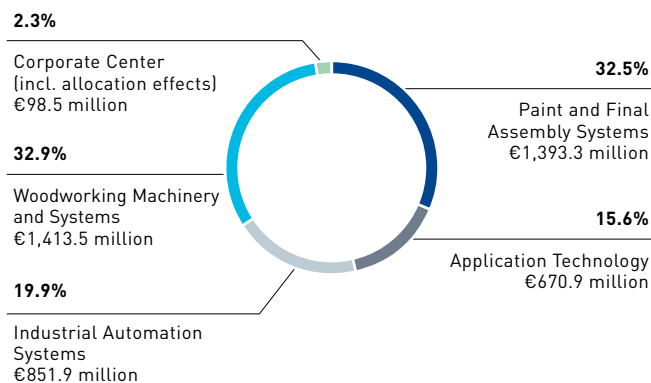 2.3%
Corporate Center
(incl. allocation effects)
€98.5 million
32.9%
Woodworking Machinery
and Systems
€1,413.5 million
19.9%
Industrial Automation
Systems
€851.9 million
32.5%
Paint and Final
Assembly Systems
€1,393.3 million
15.6%
Application Technology
€670.9 million